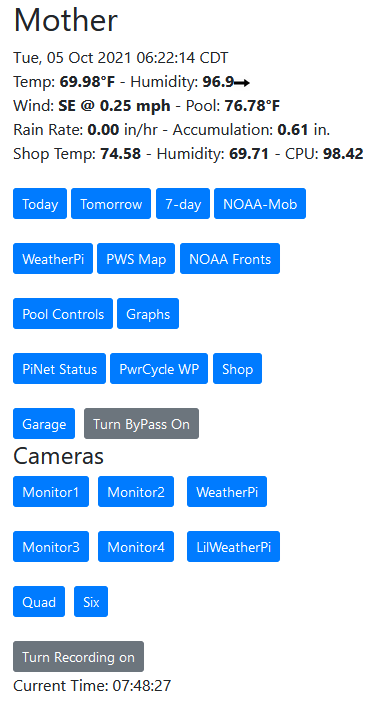 Mother
Tue, 05 Oct 2021 06:22:14 CDT
Temp: 69.98°F - Humidity: 96.9
Wind: SE @ 0.25 mph - Pool: 76.78°F
Rain Rate: 0.00 in/hr - Accumulation: 0.61 in.
Shop Temp: 74.58 - Humidity: 69.71 - CPU: 98.42
Today Tomorrow 7-day NOAA-Mob
WeatherPi PWS Map NOAA Fronts
Pool Controls Graphs
PiNet Status PwrCycle WP Shop
Garage Turn ByPass On
Cameras
Monitor1 Monitor2 WeatherPi
Monitor3 Monitor4 LilWeatherPi
Quad Six
Turn Recording on
Current Time: 07:48:27